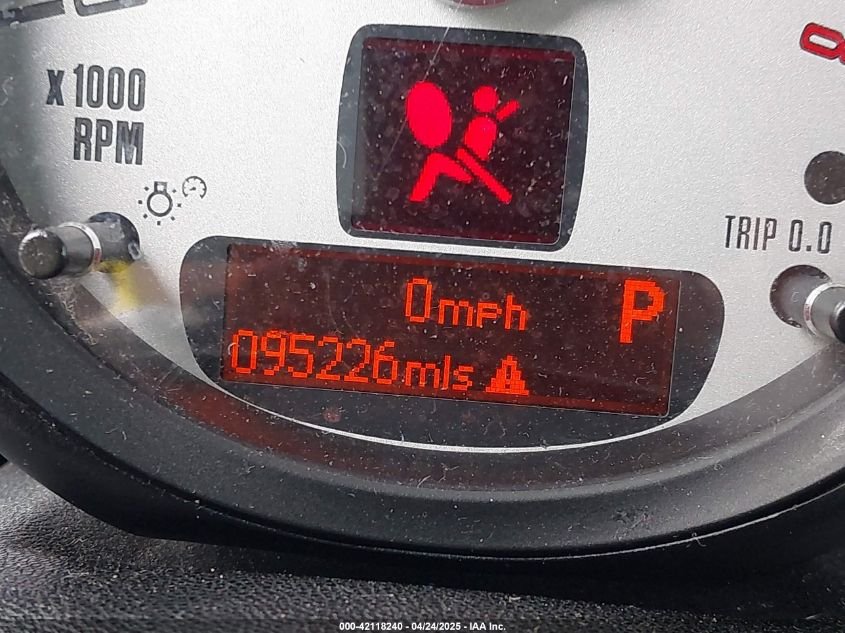 x 1000
RPM
TRIP 0.0
0mph
P
095226mls
000-42118240 - 04/24/2025 - IAA Inc.